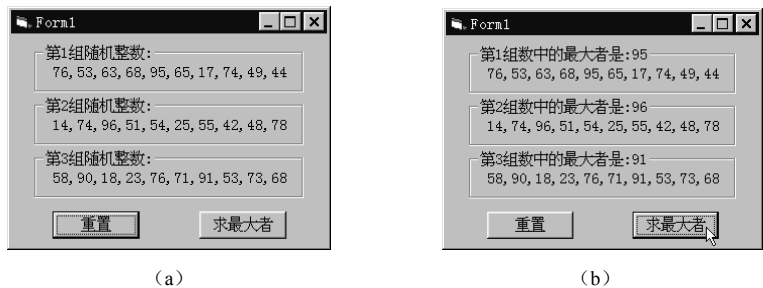 Form1
第1组随机整数:
76,53,63,68,95,65,17,74,49,44
第2组随机整数:
14,74,96,51,54,25,55,42,48,78
第3组随机整数:
58,90,18,23,76,71,91,53,73,68
重置 求最大者
（a）
Form1
第1组数中的最大者是:95
76,53,63,68,95,65,17,74,49,44
第2组数中的最大者是:96
14,74,96,51,54,25,55,42,48,78
第3组数中的最大者是:91
58,90,18,23,76,71,91,53,73,68
重置 求最大者
（b）